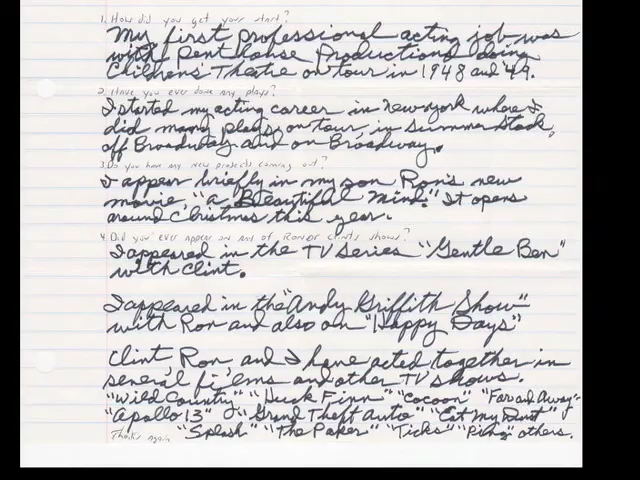 1. How did you get your start?
My first professional acting job was
with Penthouse Productions doing
Childrens Theatre on tour in 1948 and '49.
2. Have you ever done any plays?
I started my acting career in New York where I
did many plays, on tour, in summer stock,
off Broadway and on Broadway.
3. Do you have any new projects coming out?
I appear briefly in my son Ron's new
movie, "a Beautiful Mind." It opens
around Christmas this year.
4. Did you ever appear on any of Ron or Clints shows?
I appeared in the TV series "Gentle Ben"
with Clint.
I appeared in the "Andy Griffith Show"
with Ron and also on "Happy Days"
Clint, Ron, and I have acted together in
several films and other TV shows.
"Wild Country" "Huck Finn" "Cocoon" "Far and Away"
"Apollo 13" "Grand Theft Auto" "Eat My Dust"
Thanks again "Splash" "The Paper" "Ticks" others.